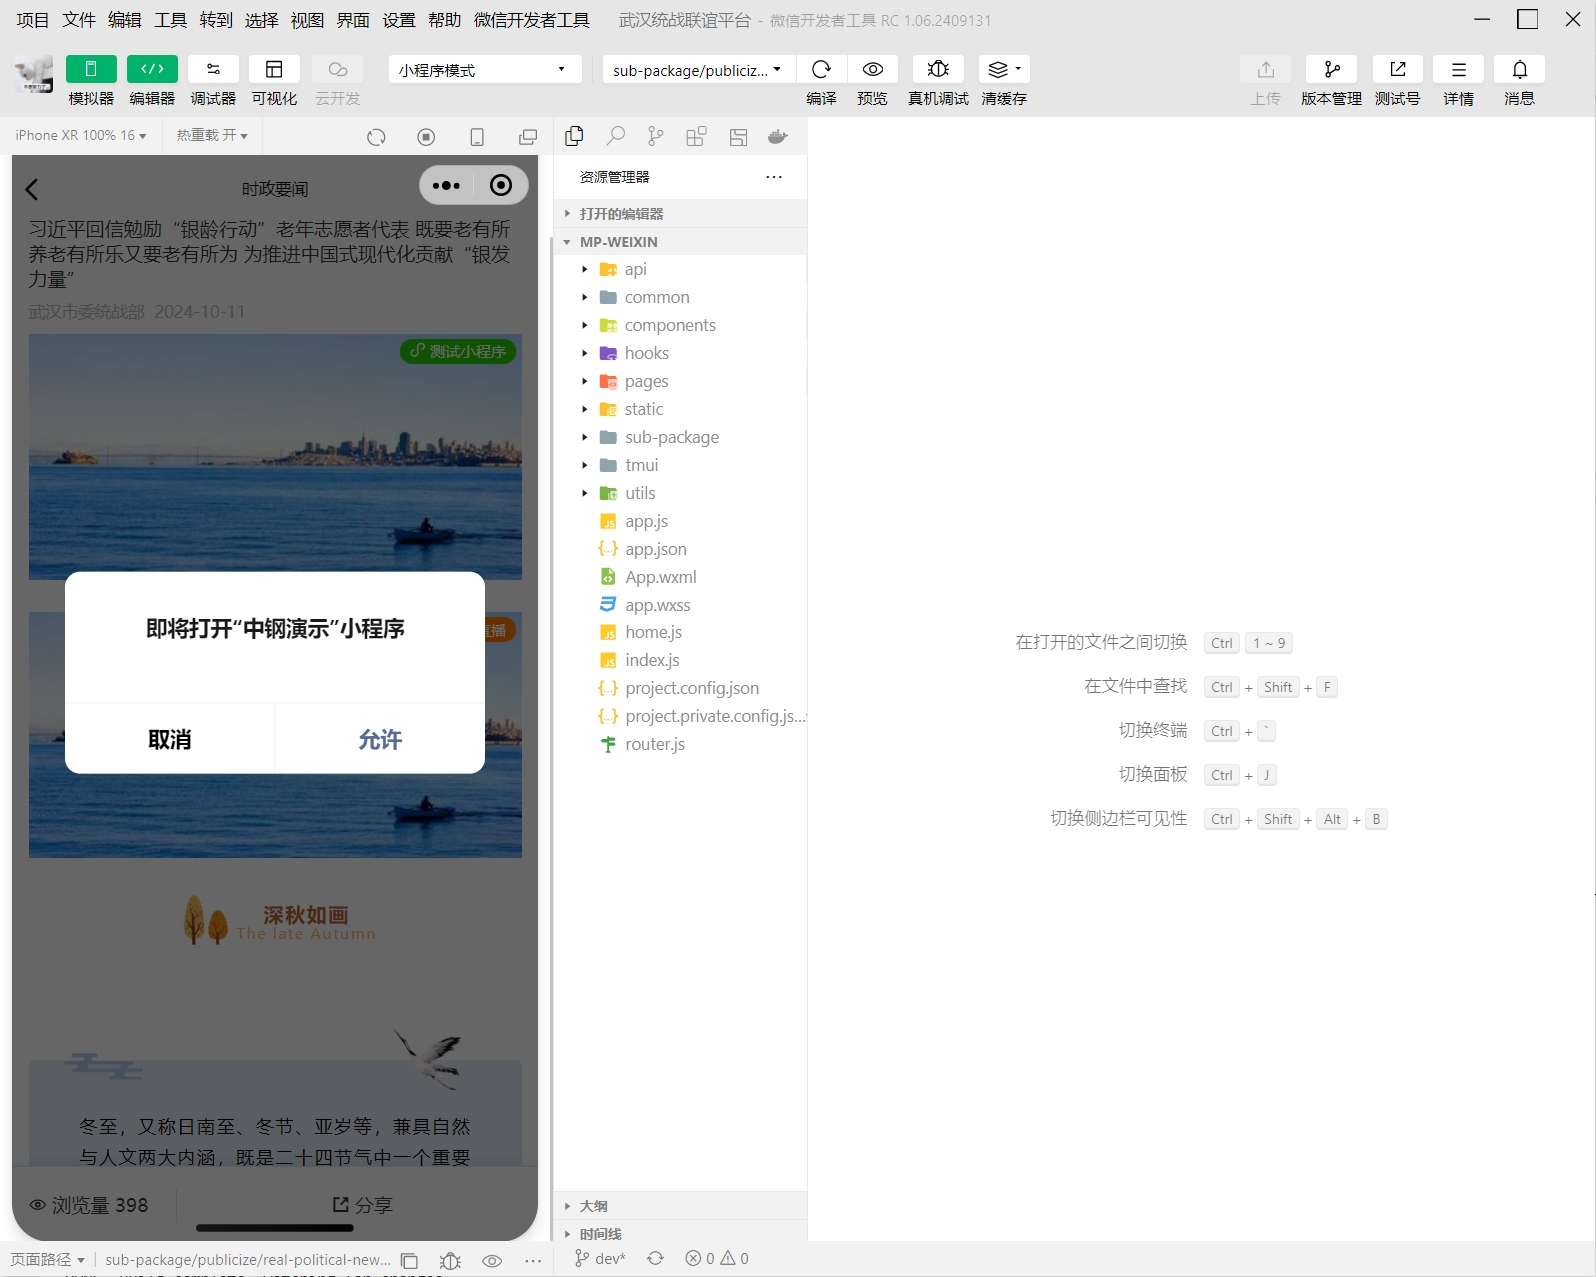 项目 文件 编辑 工具 转到 选择 视图 界面 设置 帮助 微信开发者工具 武汉统战联谊平台 - 微信开发者工具 RC 1.06.2409131
小程序模式 sub-package/publiciz...
模拟器 编辑器 调试器 可视化 云开发 编译 预览 真机调试 清缓存 上传 版本管理 测试号 详情 消息
iPhone XR 100% 16 热重载 开
时政要闻
习近平回信勉励“银龄行动”老年志愿者代表 既要老有所
养老有所乐又要老有所为 为推进中国式现代化贡献“银发
力量”
武汉市委统战部 2024-10-11
测试小程序
即将打开“中钢演示”小程序
直播
取消 允许
深秋如画
The late Autumn
冬至，又称日南至、冬节、亚岁等，兼具自然
与人文两大内涵，既是二十四节气中一个重要
浏览量 398 分享
页面路径 | sub-package/publicize/real-political-new... ...
资源管理器 ...
打开的编辑器
MP-WEIXIN
api
common
components
hooks
pages
static
sub-package
tmui
utils
JS app.js
{..} app.json
App.wxml
app.wxss
JS home.js
JS index.js
{..} project.config.json
{..} project.private.config.js...
router.js
大纲
时间线
dev* 0 0
在打开的文件之间切换 Ctrl 1 ~ 9
在文件中查找 Ctrl + Shift + F
切换终端 Ctrl + `
切换面板 Ctrl + J
切换侧边栏可见性 Ctrl + Shift + Alt + B